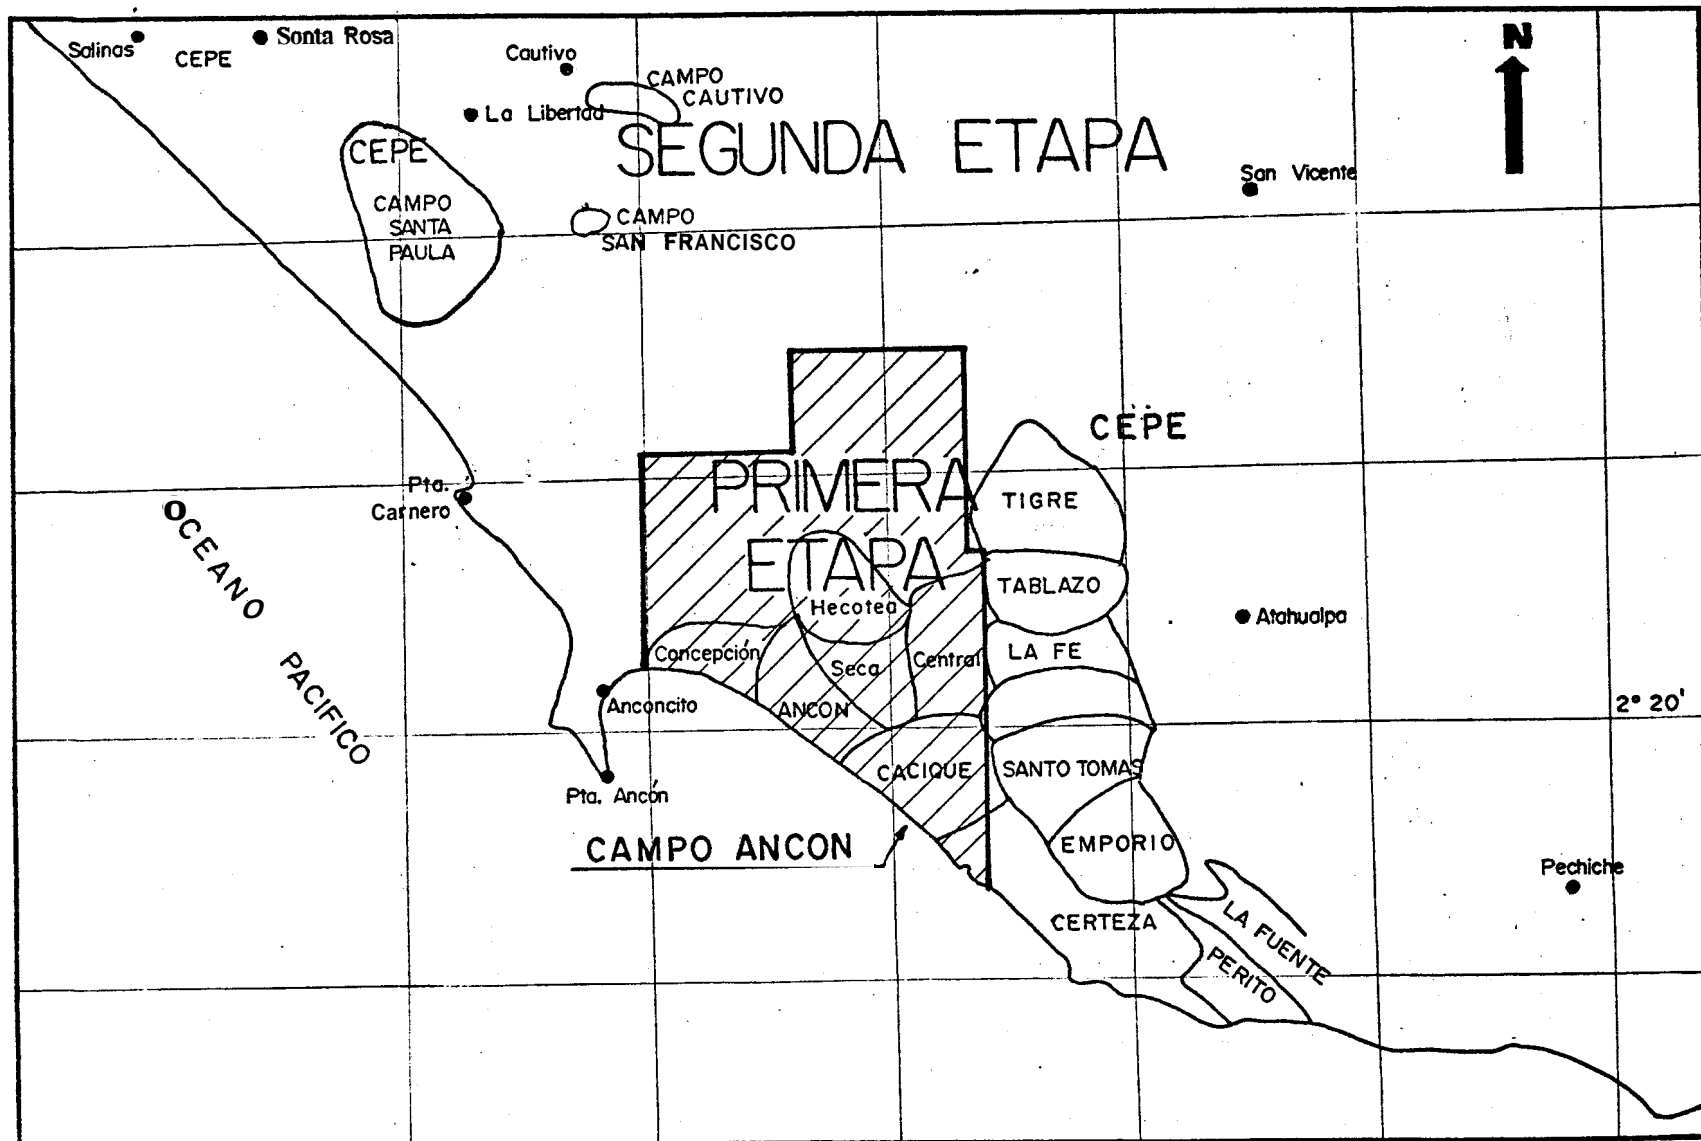 Salinas
CEPE
Sonta Rosa
Cautivo
CAMPO
CAUTIVO
La Libertad
N
SEGUNDA ETAPA
CEPE
San Vicente
CAMPO
SANTA
PAULA
CAMPO
SAN FRANCISCO
CEPE
PRIMERA
ETAPA
TIGRE
Pta.
Carnero
OCEANO PACIFICO
TABLAZO
Hecotea
Atahualpa
Concepción
Seca
Central
LA FE
Anconcito
ANCON
2° 20'
CACIQUE
SANTO TOMAS
Pta. Ancón
CAMPO ANCON
EMPORIO
Pechiche
CERTEZA
LA FUENTE
PERITO